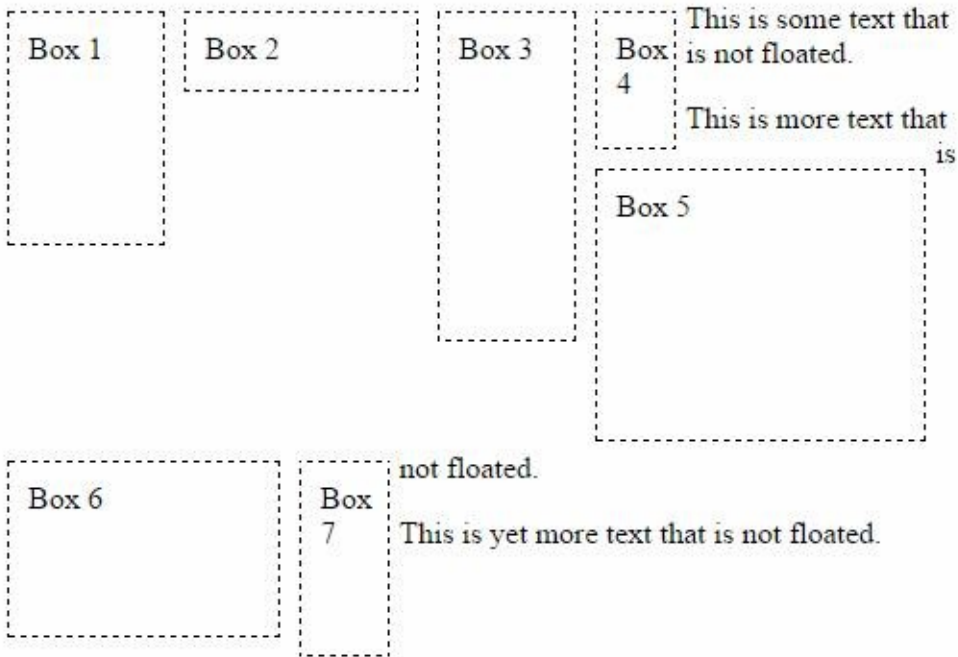 Box 1
Box 2
Box 3
Box
4
This is some text that
is not floated.
This is more text that
is
Box 5
Box 6
Box
7
not floated.
This is yet more text that is not floated.